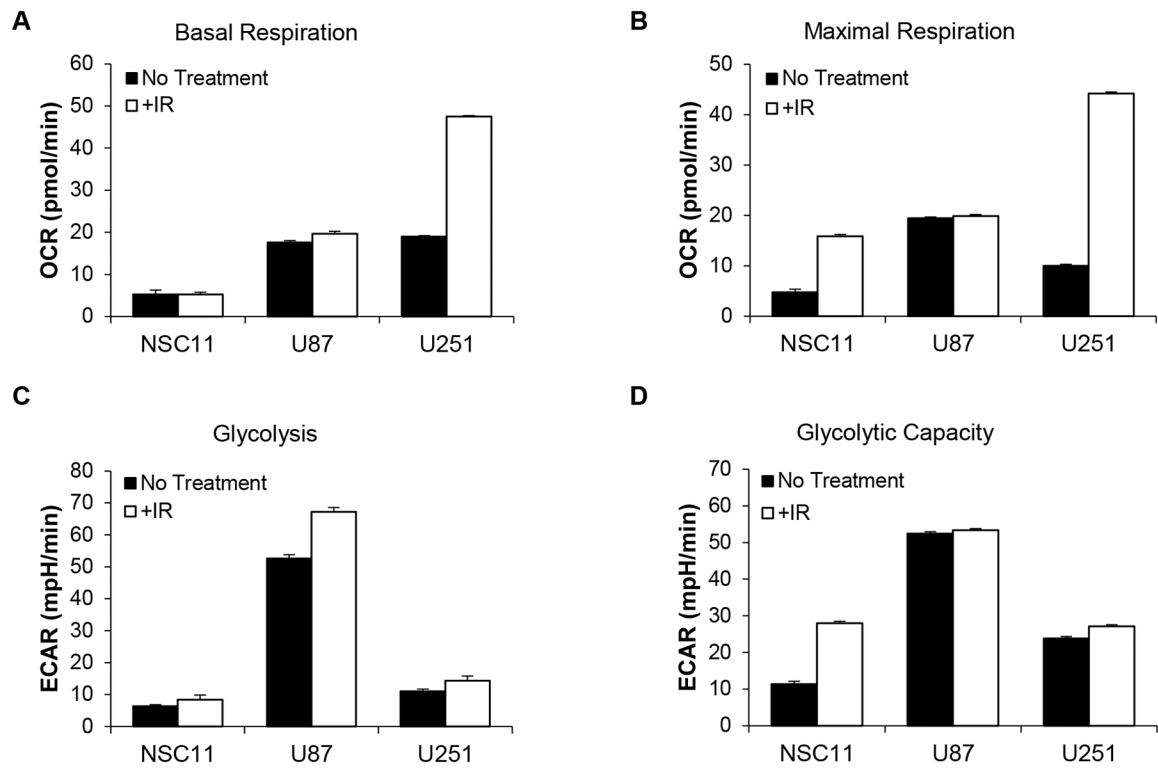 A
Basal Respiration
OCR (pmol/min)
60
50
40
30
20
10
0
No Treatment
+IR
NSC11 U87 U251
B
Maximal Respiration
OCR (pmol/min)
50
40
30
20
10
0
No Treatment
+IR
NSC11 U87 U251
C
Glycolysis
ECAR (mpH/min)
80
70
60
50
40
30
20
10
0
No Treatment
+IR
NSC11 U87 U251
D
Glycolytic Capacity
ECAR (mpH/min)
70
60
50
40
30
20
10
0
No Treatment
+IR
NSC11 U87 U251